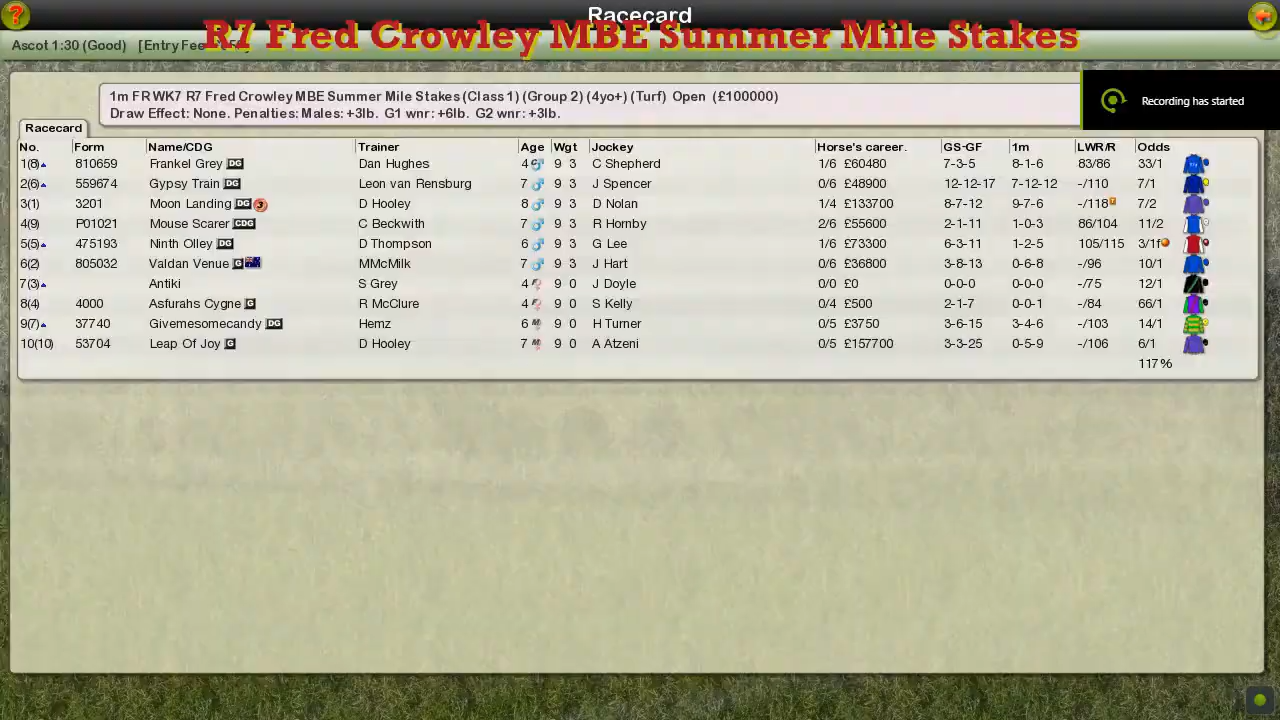 Racecard
R7 Fred Crowley MBE Summer Mile Stakes
Ascot 1:30 (Good) [Entry Fee
1m FR WK7 R7 Fred Crowley MBE Summer Mile Stakes (Class 1) (Group 2) (4yo+) (Turf) Open (£100000)
Draw Effect: None. Penalties: Males: +3lb. G1 wnr: +6lb. G2 wnr: +3lb.
Recording has started
Racecard
No. Form Name/CDG Trainer Age Wgt Jockey Horse's career. GS-GF 1m LWR/R Odds
1(8) 810659 Frankel Grey DG Dan Hughes 4 9 3 C Shepherd 1/6 £60480 7-3-5 8-1-6 83/86 33/1
2(6) 559674 Gypsy Train DG Leon van Rensburg 7 9 3 J Spencer 0/6 £48900 12-12-17 7-12-12 -/110 7/1
3(1) 3201 Moon Landing DG 3 D Hooley 8 9 3 D Nolan 1/4 £133700 8-7-12 9-7-6 -/118 7/2
4(9) P01021 Mouse Scarer CDG C Beckwith 7 9 3 R Hornby 2/6 £55600 2-1-11 1-0-3 86/104 11/2
5(5) 475193 Ninth Olley DG D Thompson 6 9 3 G Lee 1/6 £73300 6-3-11 1-2-5 105/115 3/1f
6(2) 805032 Valdan Venue G MMcMilk 7 9 3 J Hart 0/6 £36800 3-8-13 0-6-8 -/96 10/1
7(3) Antiki S Grey 4 9 0 J Doyle 0/0 £0 0-0-0 0-0-0 -/75 12/1
8(4) 4000 Asfurahs Cygne G R McClure 4 9 0 S Kelly 0/4 £500 2-1-7 0-0-1 -/84 66/1
9(7) 37740 Givemesomecandy DG Hemz 6 9 0 H Turner 0/5 £3750 3-6-15 3-4-6 -/103 14/1
10(10) 53704 Leap Of Joy G D Hooley 7 9 0 A Atzeni 0/5 £157700 3-3-25 0-5-9 -/106 6/1
117%